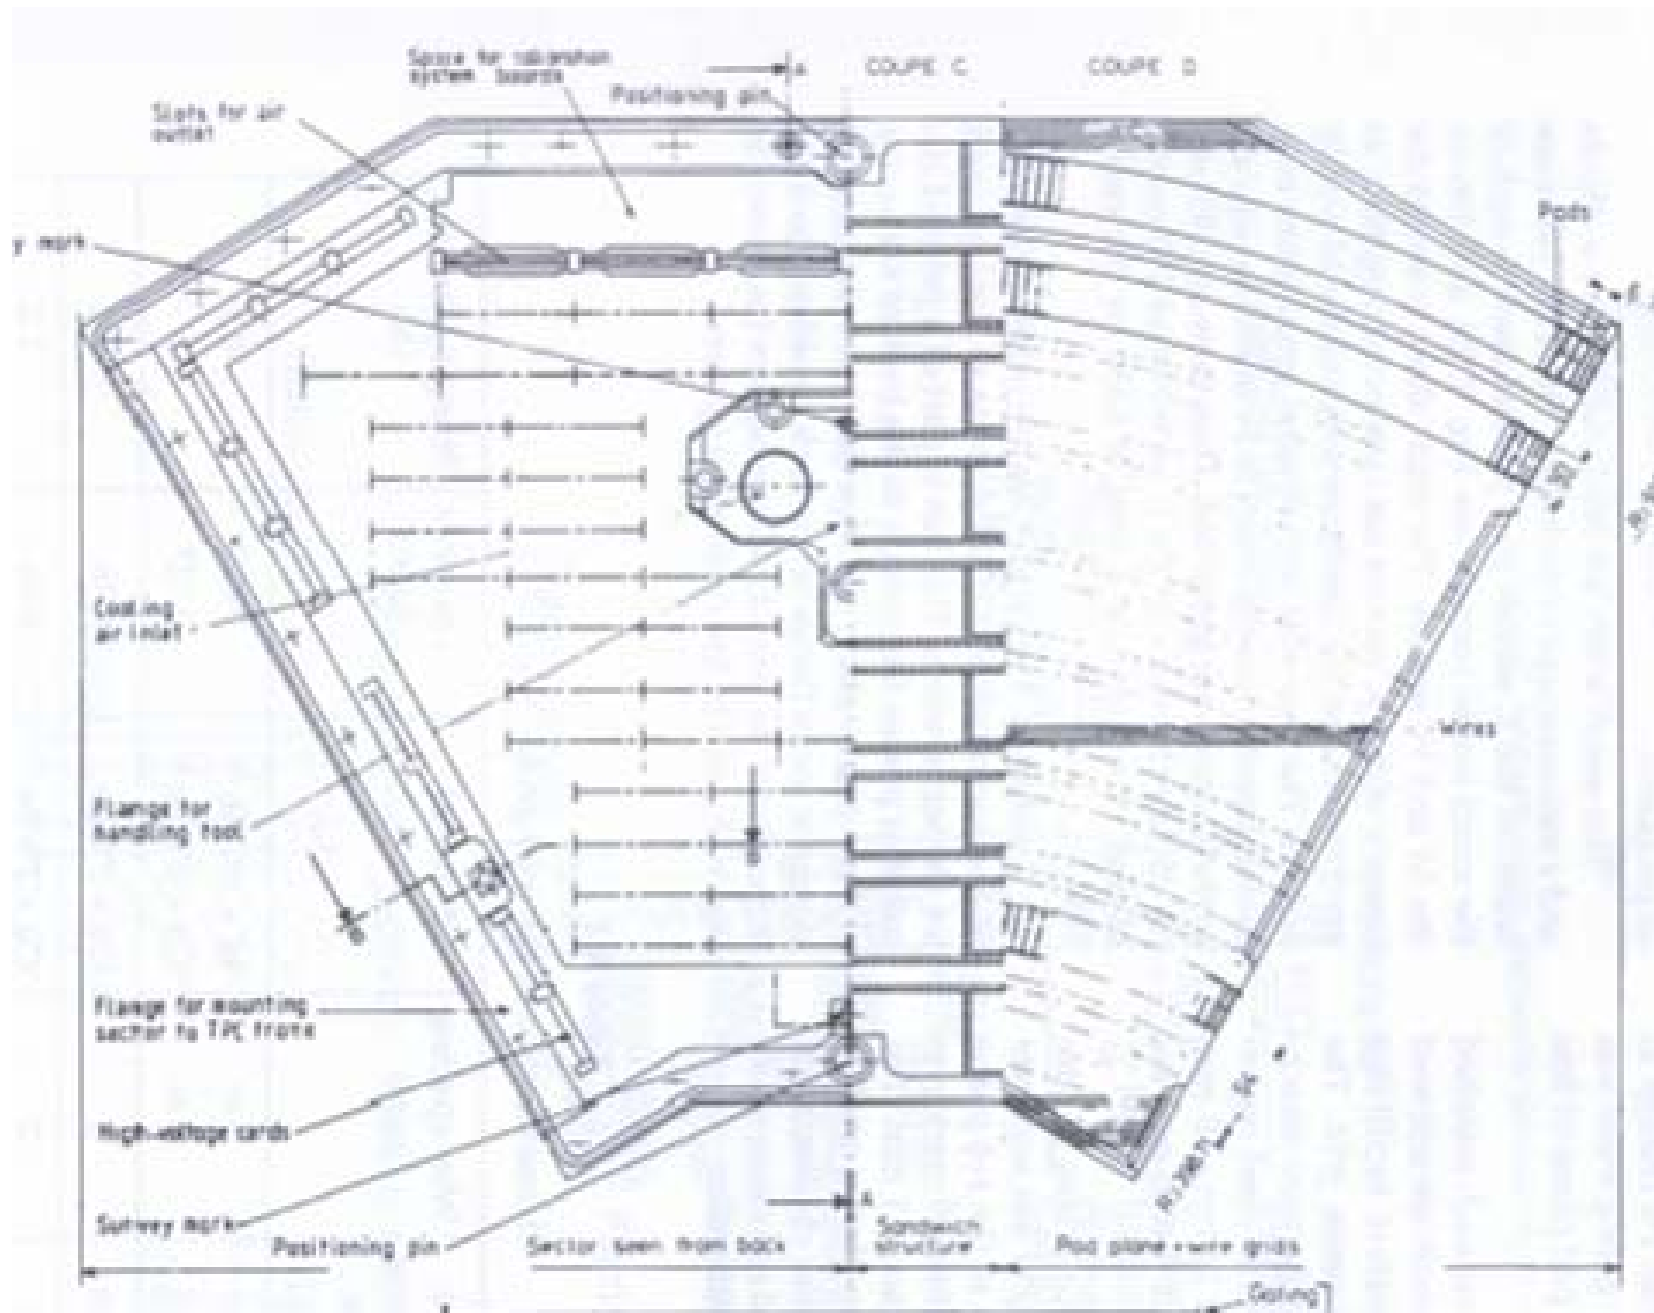 Space for
system boards
A
COUPE C
COUPE D
Positioning pin
Slots for air
outlet
Pads
y mark
30
Cooling
air inlet
Wires
Flange for
handling tool
Flange for mounting
sector to TPC frame
High-voltage cards
Survey mark
Positioning pin
A
Sector seen from back
Sandwich
structure
Pad plane + wire grids